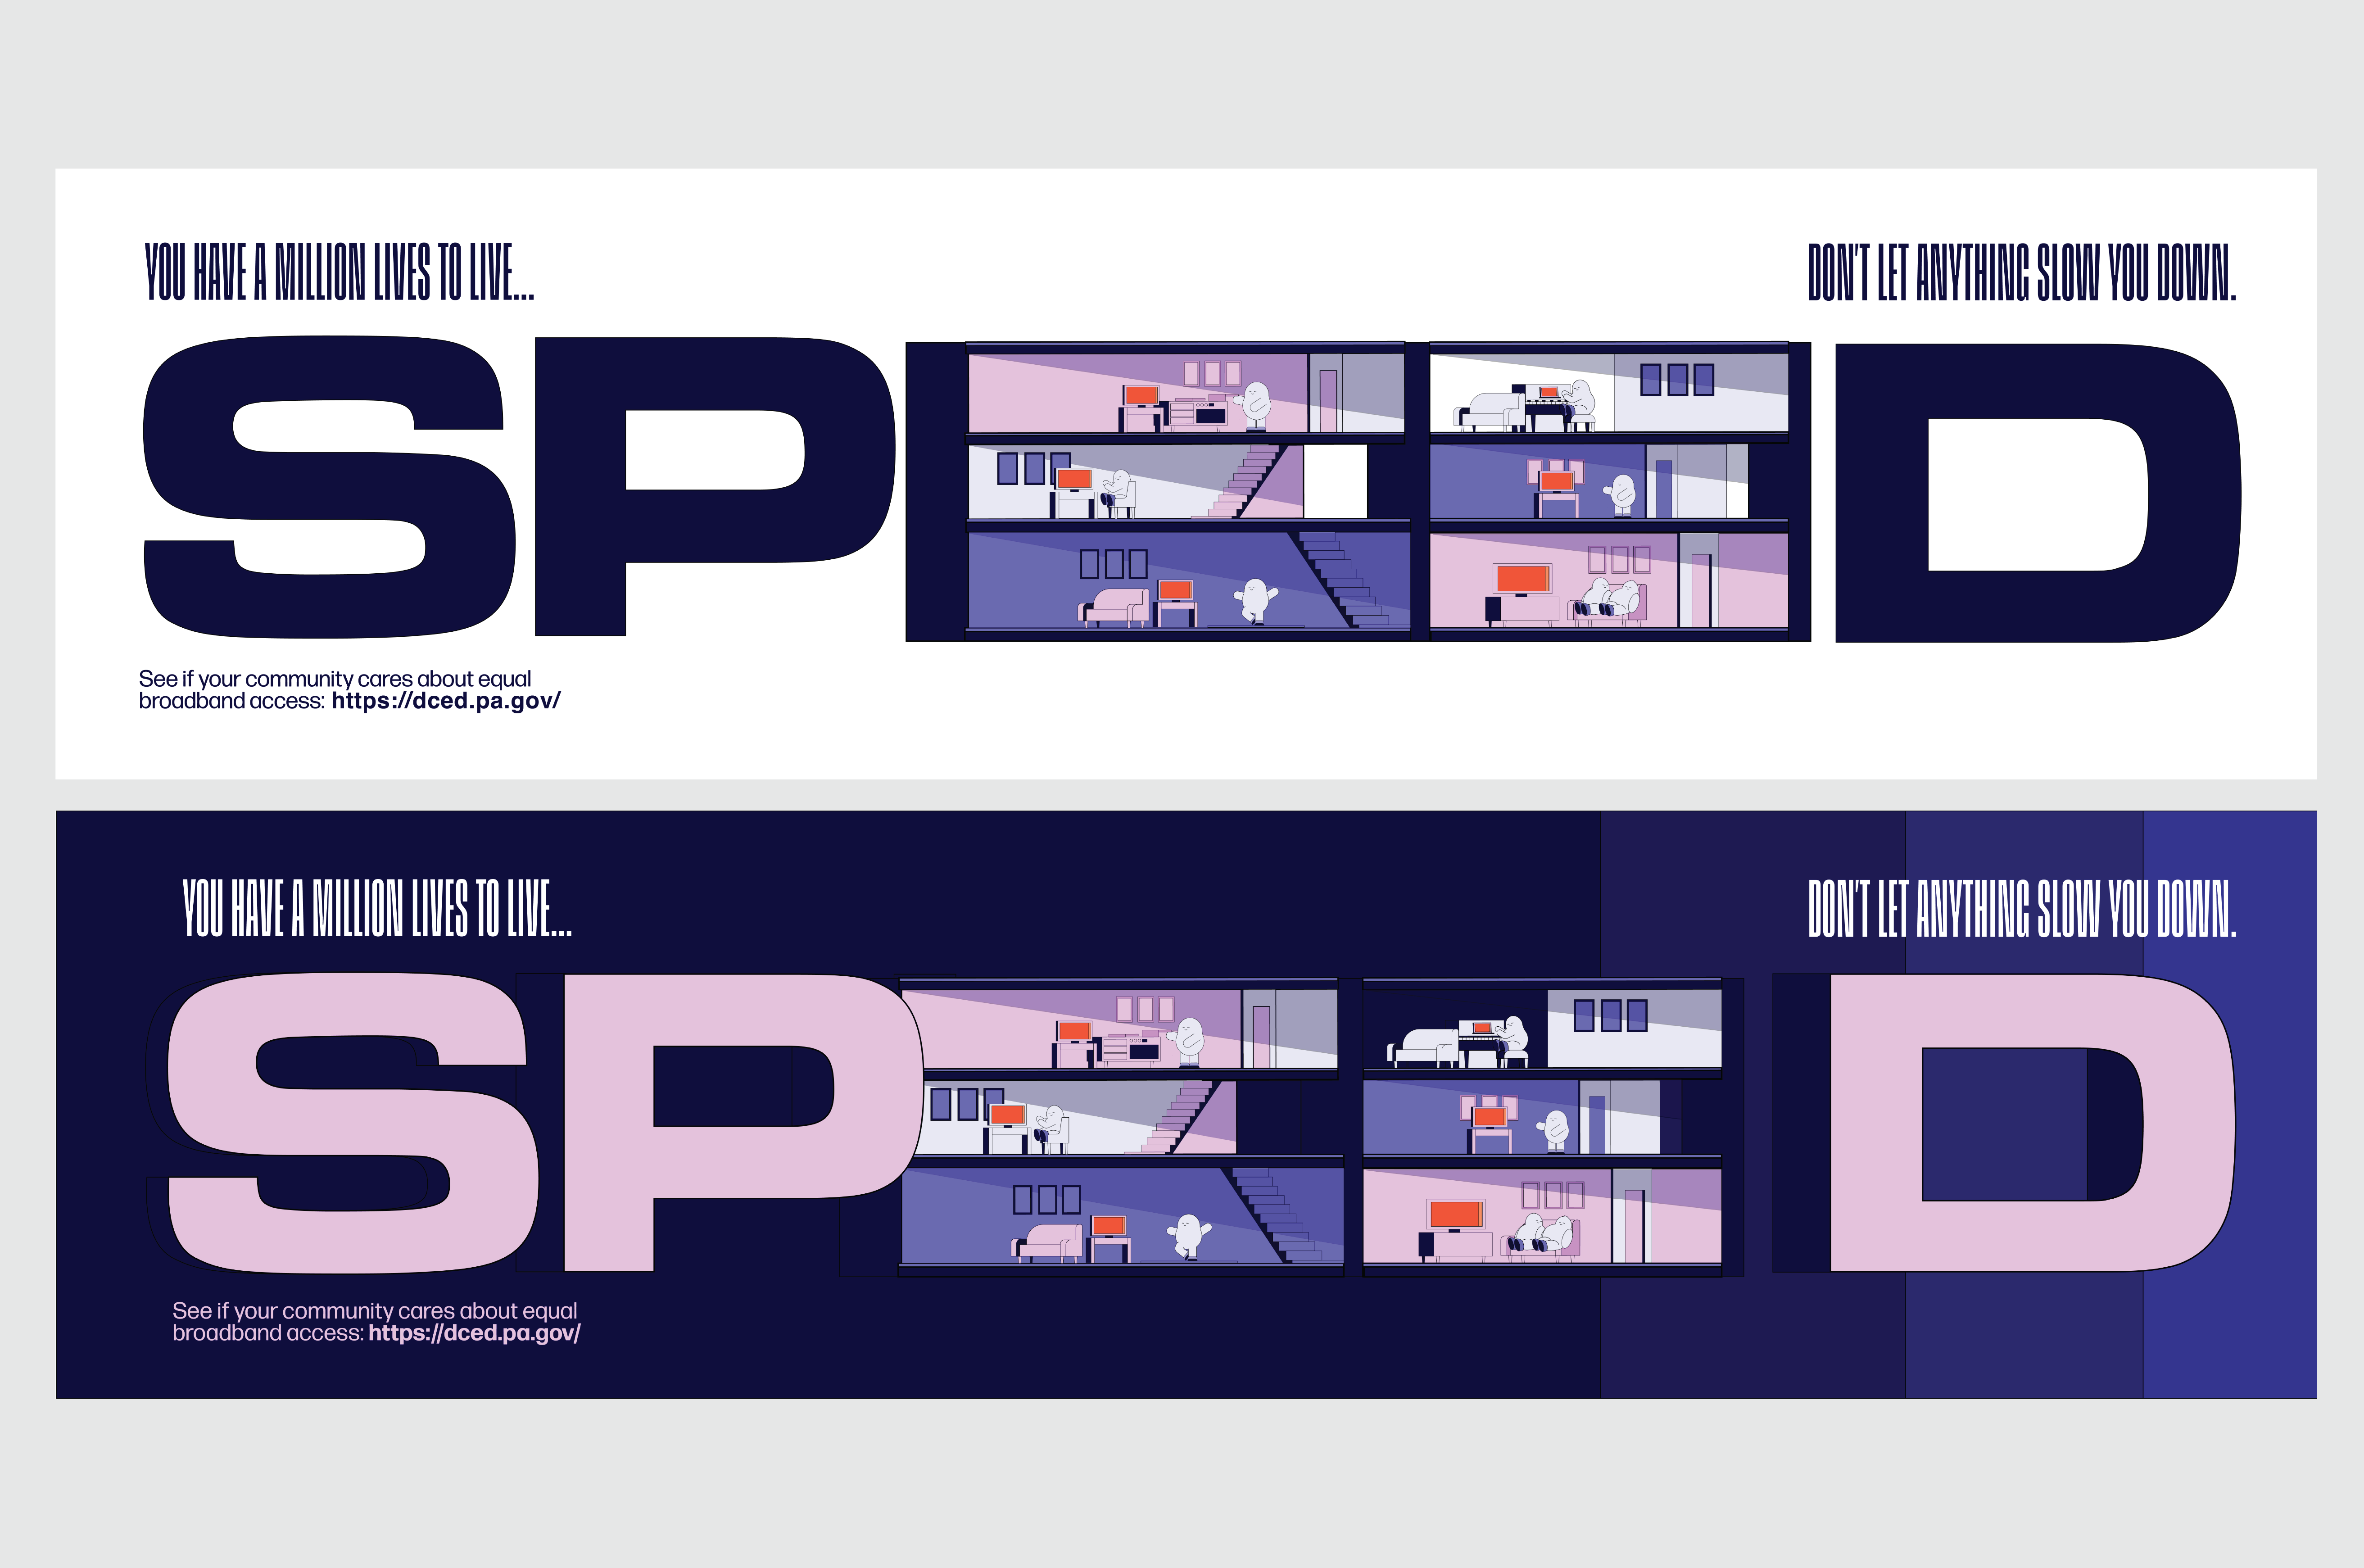 YOU HAVE A MILLION LIVES TO LIVE...
DON'T LET ANYTHING SLOW YOU DOWN.
SPEED
See if your community cares about equal
broadband access: https://dced.pa.gov/
YOU HAVE A MILLION LIVES TO LIVE...
DON'T LET ANYTHING SLOW YOU DOWN.
SPEED
See if your community cares about equal
broadband access: https://dced.pa.gov/